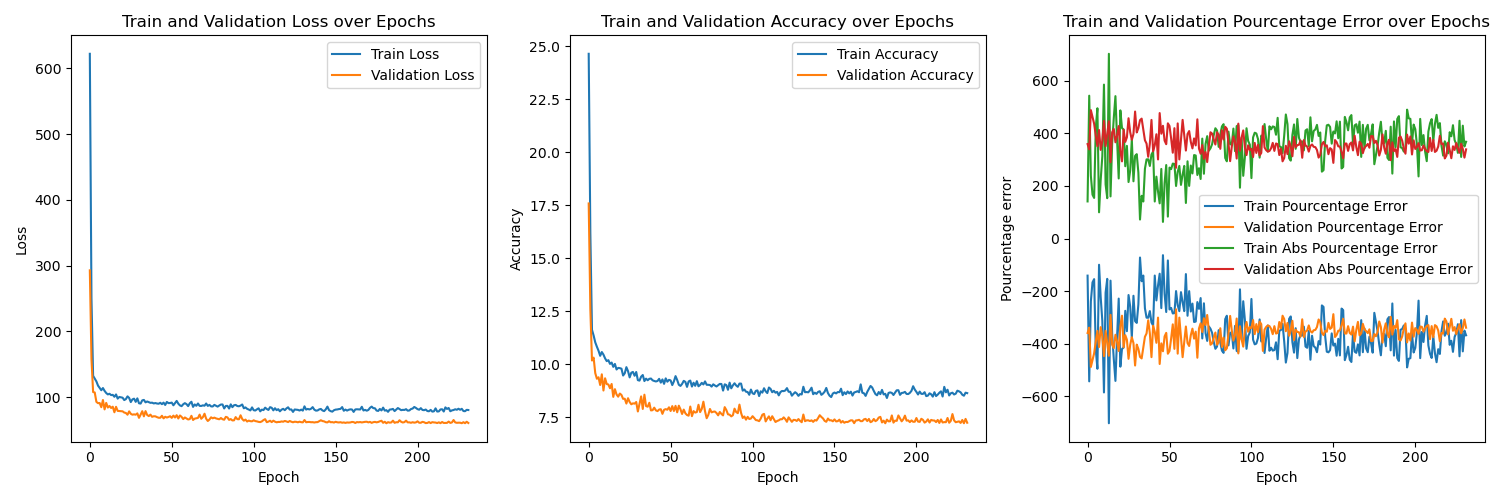 Train and Validation Loss over Epochs
Loss
600
500
400
300
200
100
0
50
100
150
200
Epoch
Train Loss
Validation Loss
Train and Validation Accuracy over Epochs
Accuracy
25.0
22.5
20.0
17.5
15.0
12.5
10.0
7.5
0
50
100
150
200
Epoch
Train Accuracy
Validation Accuracy
Train and Validation Pourcentage Error over Epochs
Pourcentage error
600
400
200
0
−200
−400
−600
0
50
100
150
200
Epoch
Train Pourcentage Error
Validation Pourcentage Error
Train Abs Pourcentage Error
Validation Abs Pourcentage Error